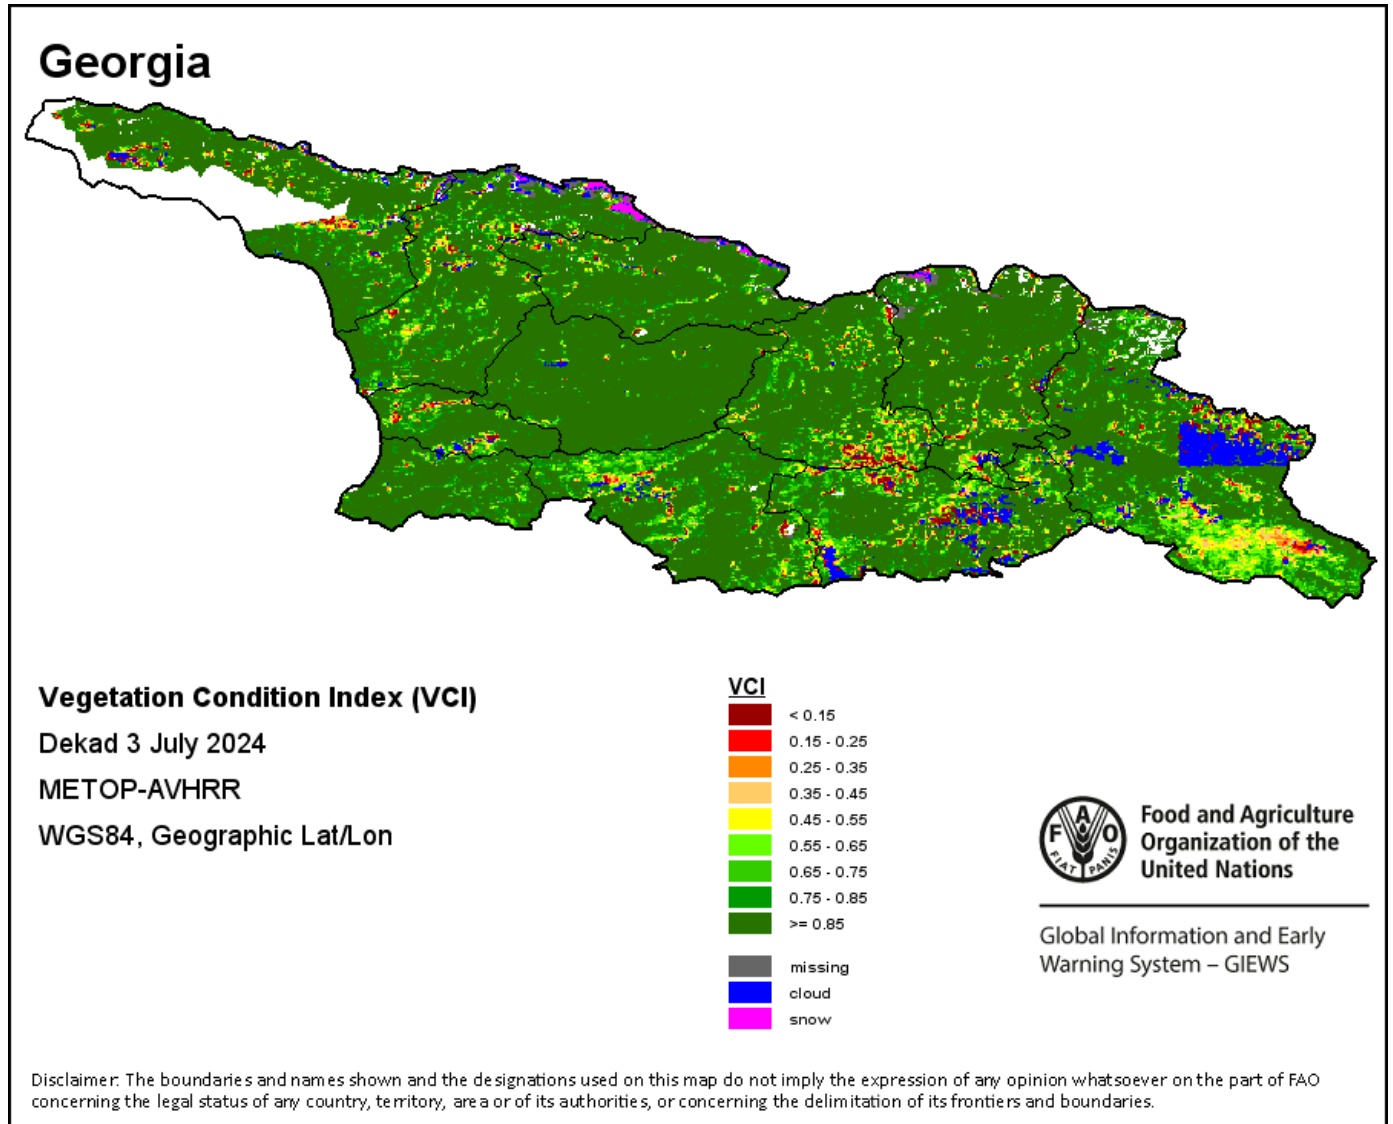 Georgia
Vegetation Condition Index (VCI)
Dekad 3 July 2024
METOP-AVHRR
WGS84, Geographic Lat/Lon
VCI
< 0.15
0.15 - 0.25
0.25 - 0.35
0.35 - 0.45
0.45 - 0.55
0.55 - 0.65
0.65 - 0.75
0.75 - 0.85
>= 0.85
missing
cloud
snow
F A O
FIAT PANIS
Food and Agriculture
Organization of the
United Nations
Global Information and Early
Warning System – GIEWS
Disclaimer: The boundaries and names shown and the designations used on this map do not imply the expression of any opinion whatsoever on the part of FAO
concerning the legal status of any country, territory, area or of its authorities, or concerning the delimitation of its frontiers and boundaries.